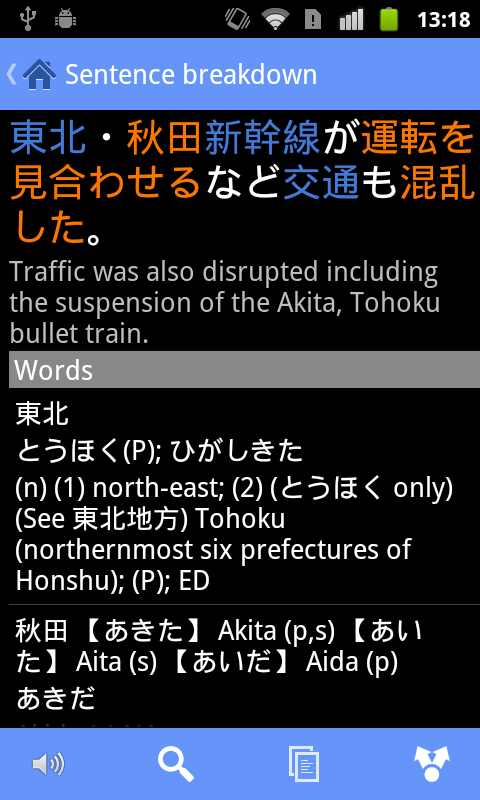 13:18
Sentence breakdown
東北・秋田新幹線が運転を
見合わせるなど交通も混乱
した。
Traffic was also disrupted including
the suspension of the Akita, Tohoku
bullet train.
Words
東北
とうほく(P); ひがしきた
(n) (1) north-east; (2) (とうほく only)
(See 東北地方) Tohoku
(northernmost six prefectures of
Honshu); (P); ED
秋田 【あきた】 Akita (p,s) 【あい
た】 Aita (s) 【あいだ】 Aida (p)
あきだ